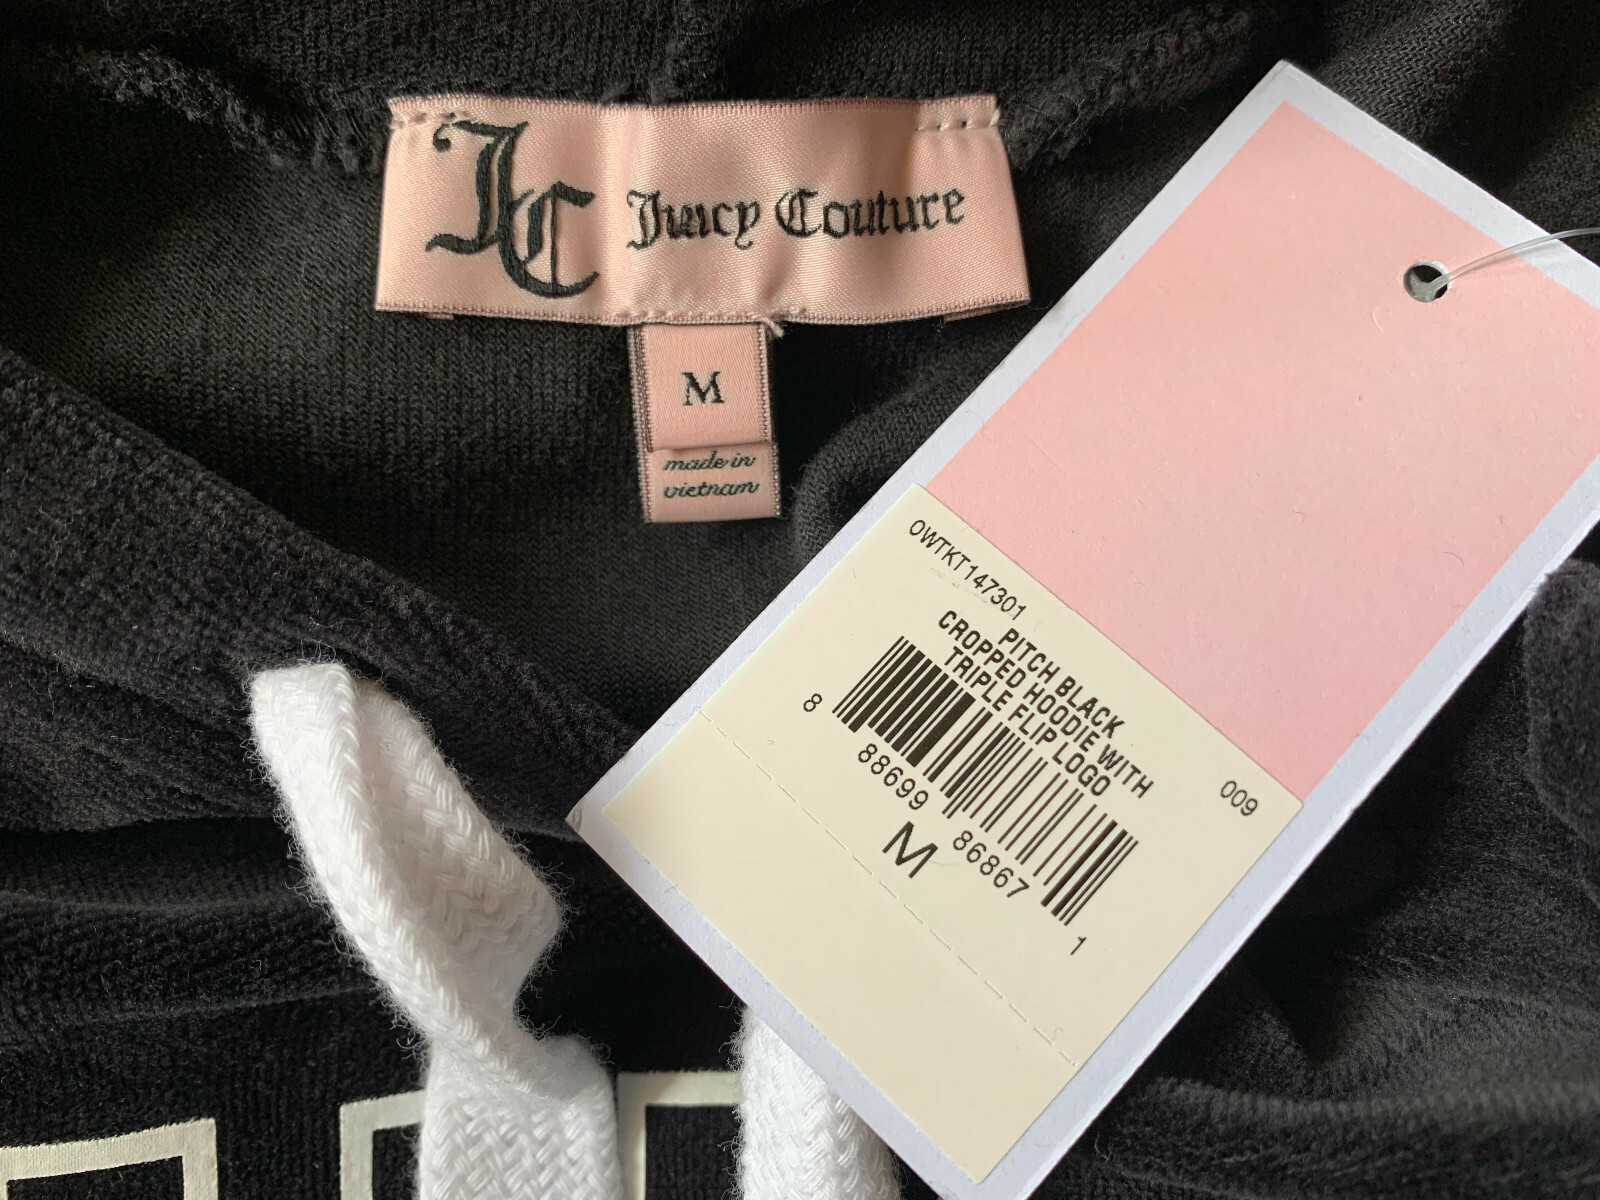 JC Juicy Couture
M
made in
vietnam
OWTKT147301
PITCH BLACK
CROPPED HOODIE WITH
TRIPLE FLIP LOGO
009
8 88699 86867 1
M